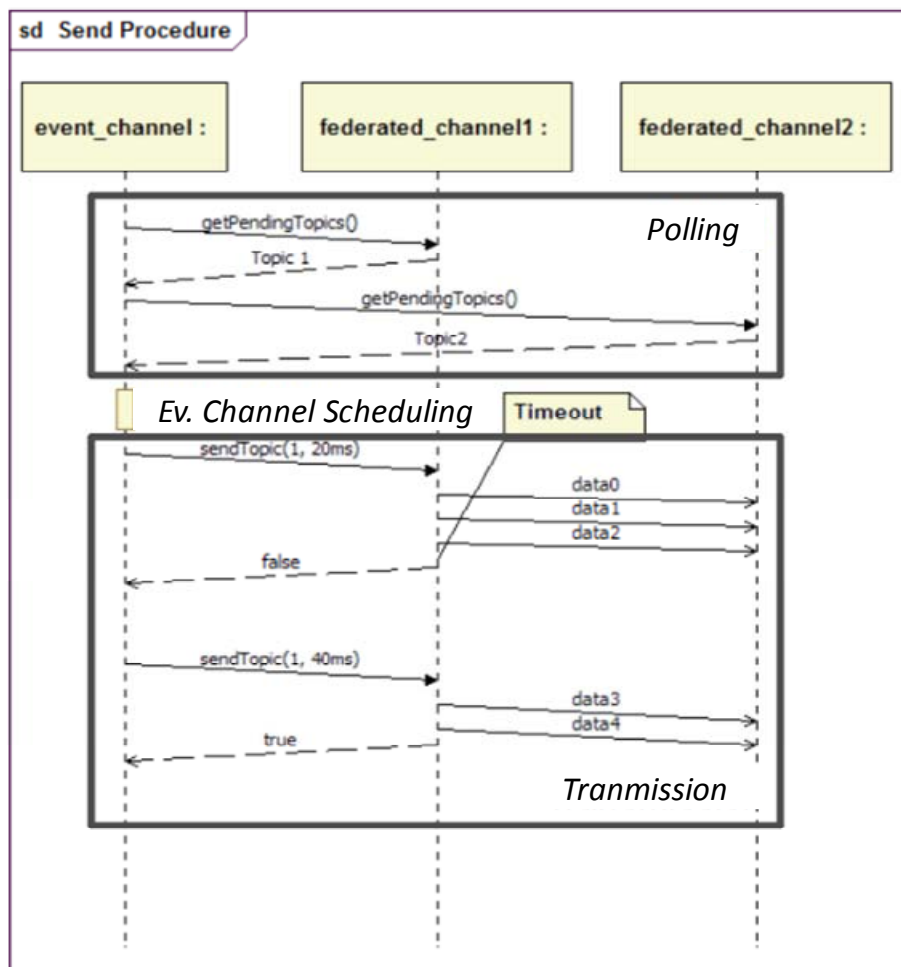 sd Send Procedure
event_channel :
federated_channel1 :
federated_channel2 :
getPendingTopics()
Polling
Topic 1
getPendingTopics()
Topic2
Ev. Channel Scheduling
Timeout
sendTopic(1, 20ms)
data0
data1
data2
false
sendTopic(1, 40ms)
data3
data4
true
Tranmission